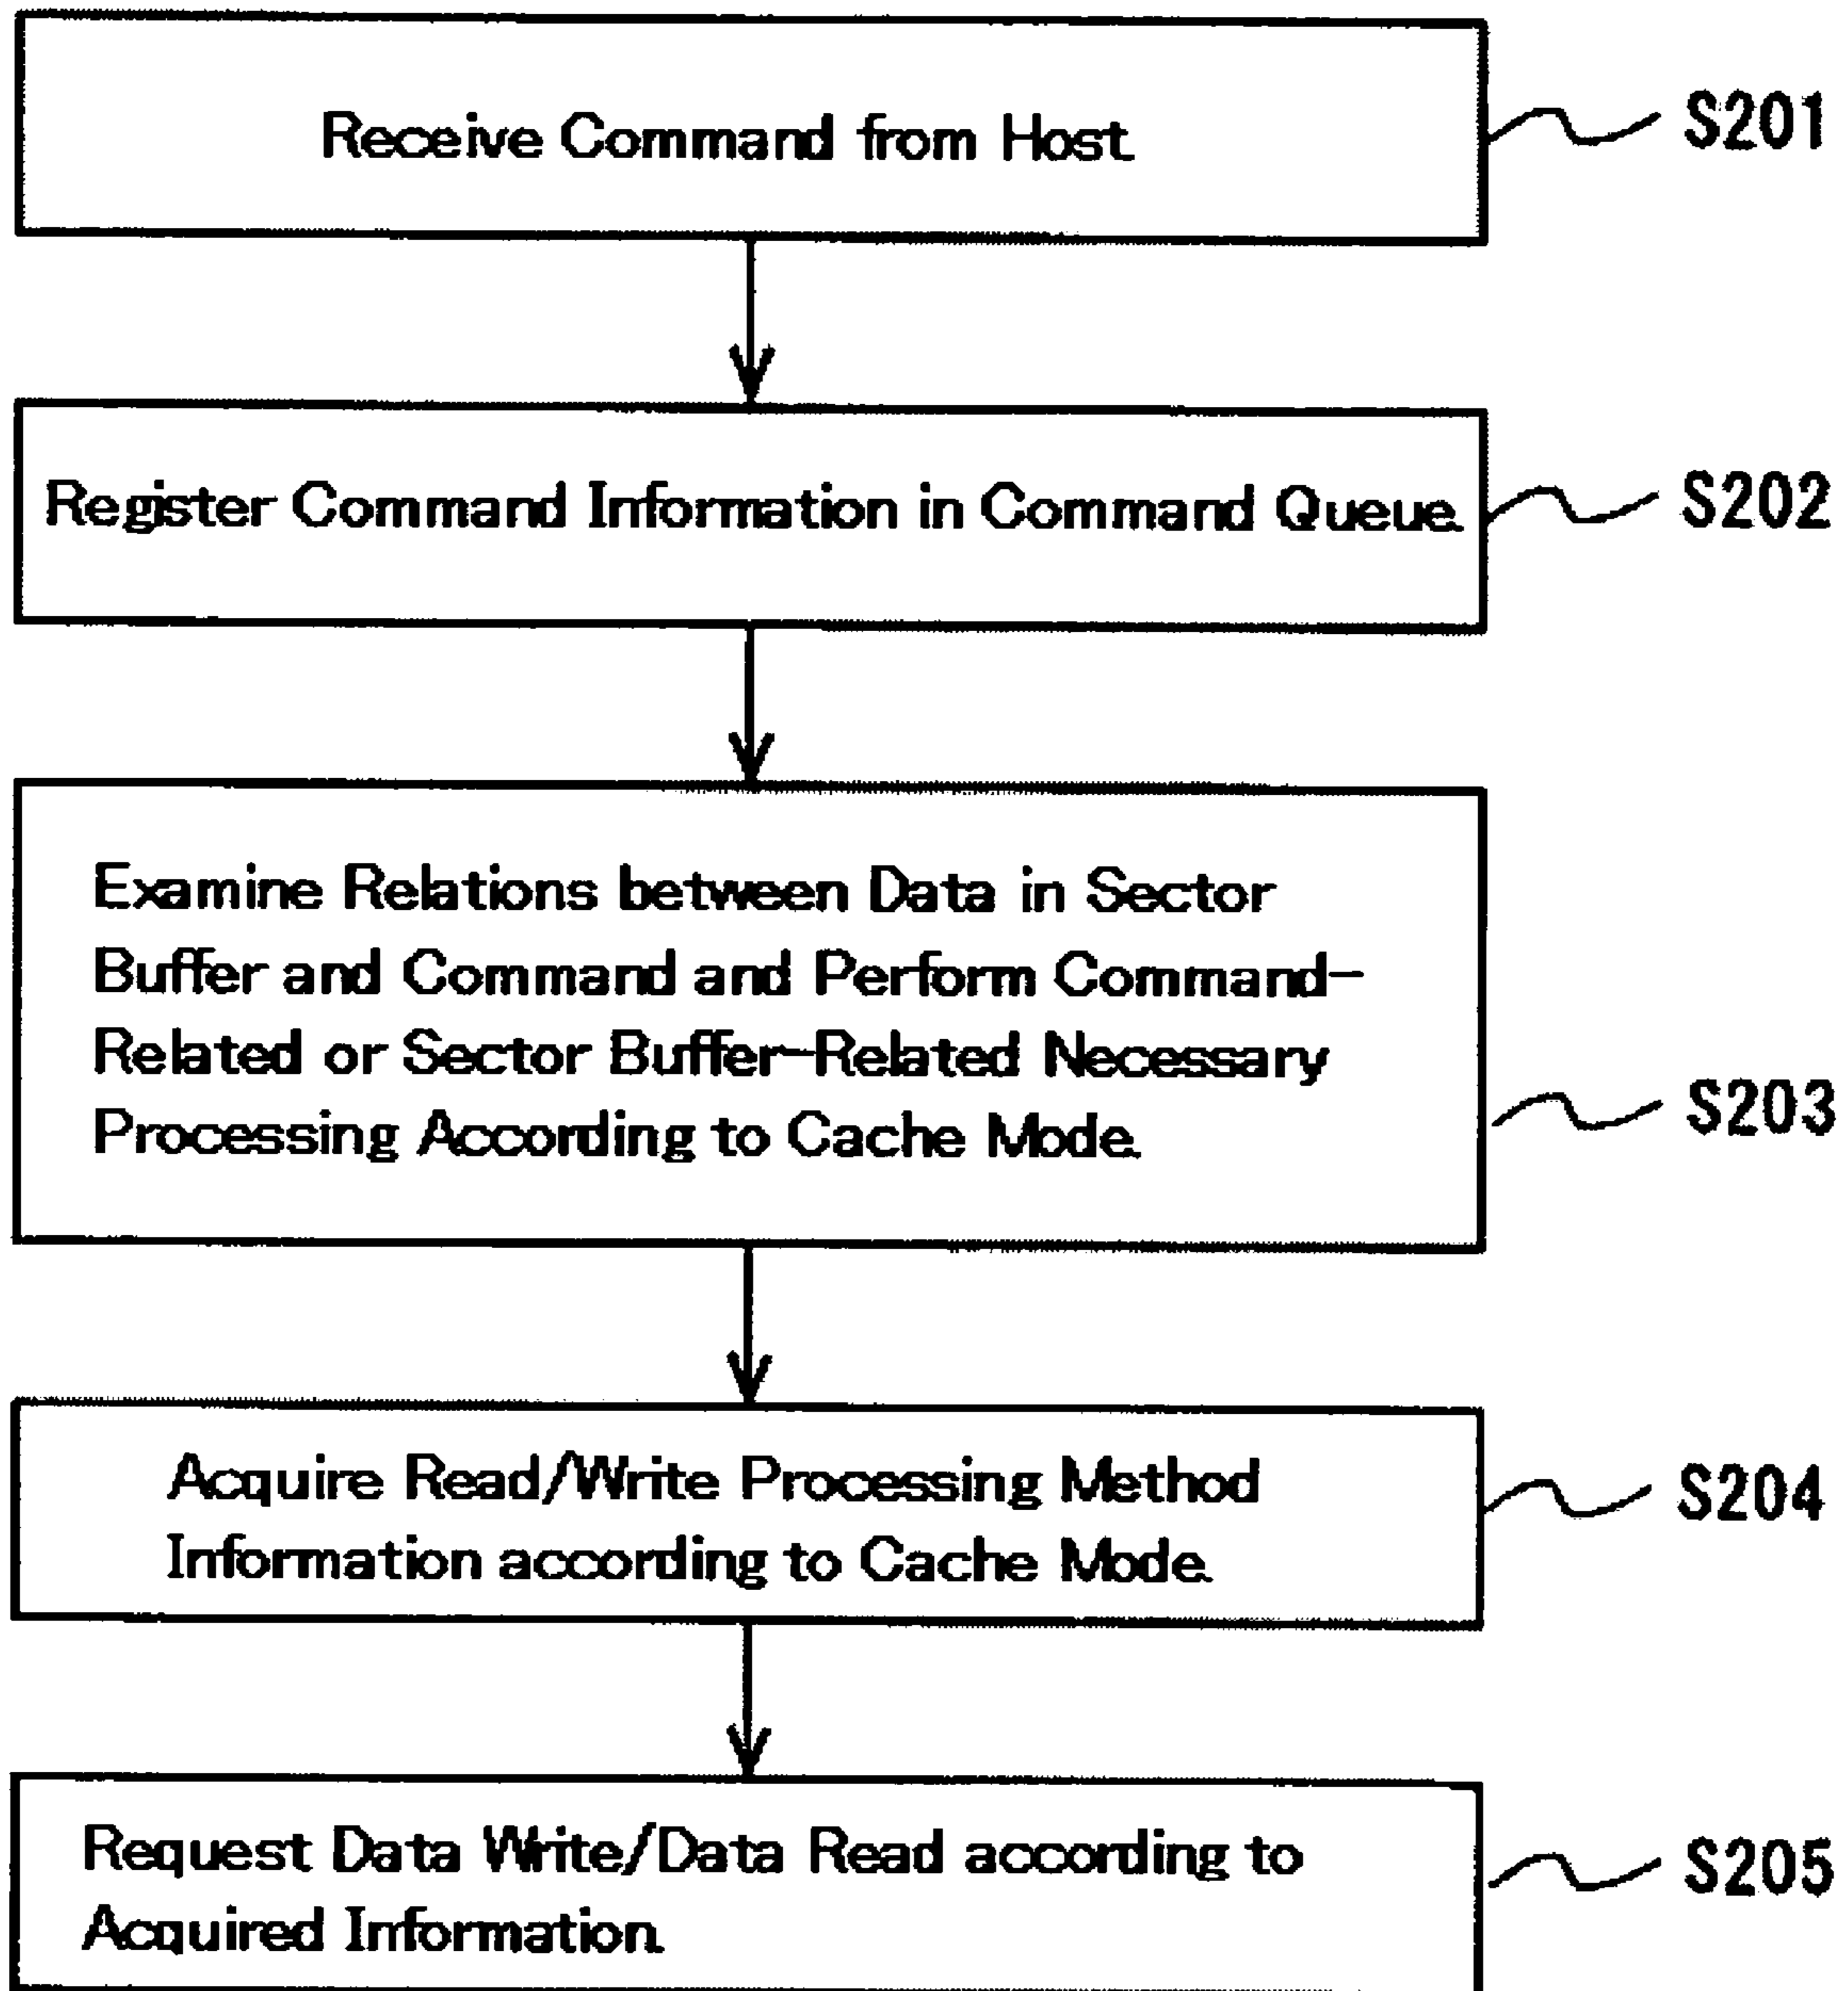 Receive Command from Host.
S201
Register Command Information in Command Queue.
S202
Examine Relations between Data in Sector
Buffer and Command and Perform Command-
Related or Sector Buffer-Related Necessary
Processing According to Cache Mode.
S203
Acquire Read/Write Processing Method
Information according to Cache Mode.
S204
Request Data Write/Data Read according to
Acquired Information.
S205